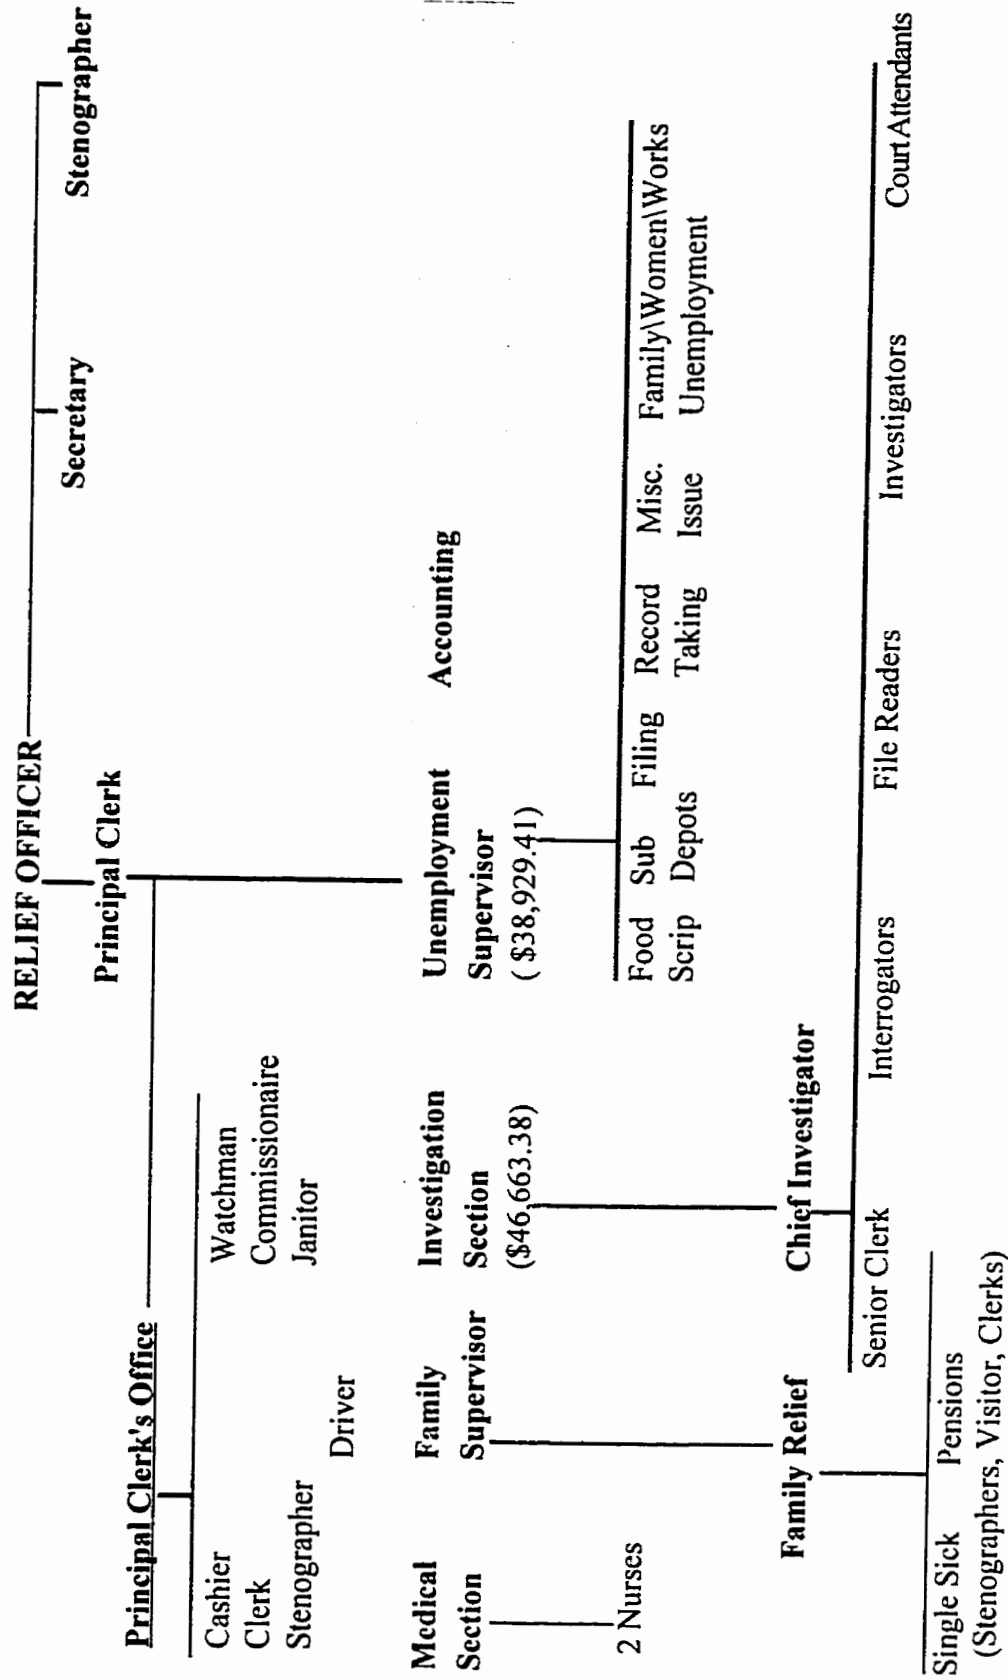 RELIEF OFFICER
Secretary
Stenographer
Principal Clerk
Principal Clerk's Office
Cashier
Clerk
Stenographer
Driver
Watchman
Commissionaire
Janitor
Medical
Section
2 Nurses
Family
Supervisor
Investigation
Section
($46,663.38)
Unemployment
Supervisor
( $38,929.41)
Accounting
Food Sub Filing Record Misc. Family\Women\Works
Scrip Depots Taking Issue Unemployment
Family Relief
Chief Investigator
Senior Clerk Interrogators File Readers Investigators Court Attendants
Single Sick Pensions
(Stenographers, Visitor, Clerks)